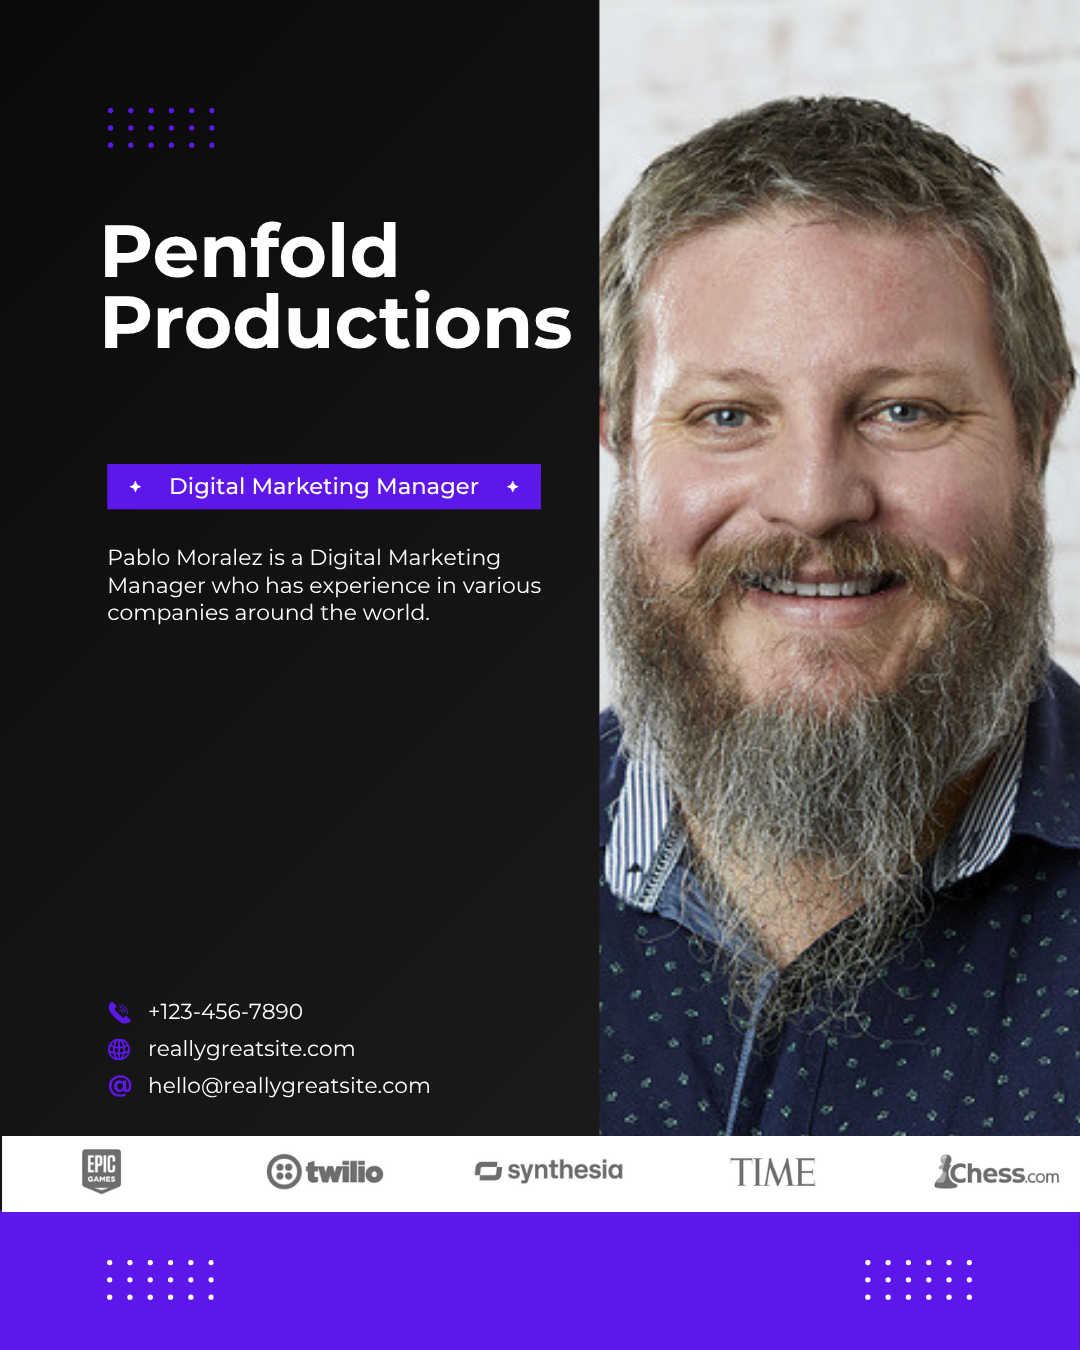 Penfold
Productions
Digital Marketing Manager
Pablo Moralez is a Digital Marketing
Manager who has experience in various
companies around the world.
+123-456-7890
reallygreatsite.com
hello@reallygreatsite.com
EPIC
GAMES
twilio
synthesia
TIME
Chess.com